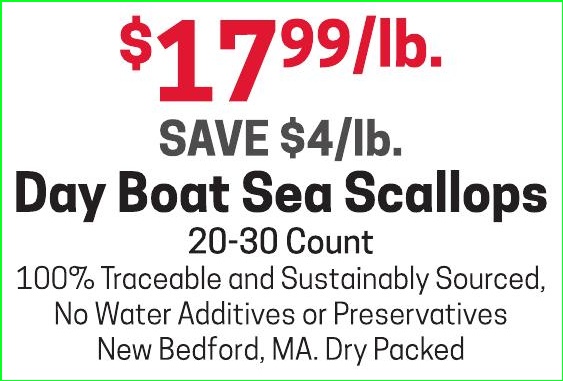 $17 99/lb.
SAVE $4/lb.
Day Boat Sea Scallops
20-30 Count
100% Traceable and Sustainably Sourced,
No Water Additives or Preservatives
New Bedford, MA. Dry Packed